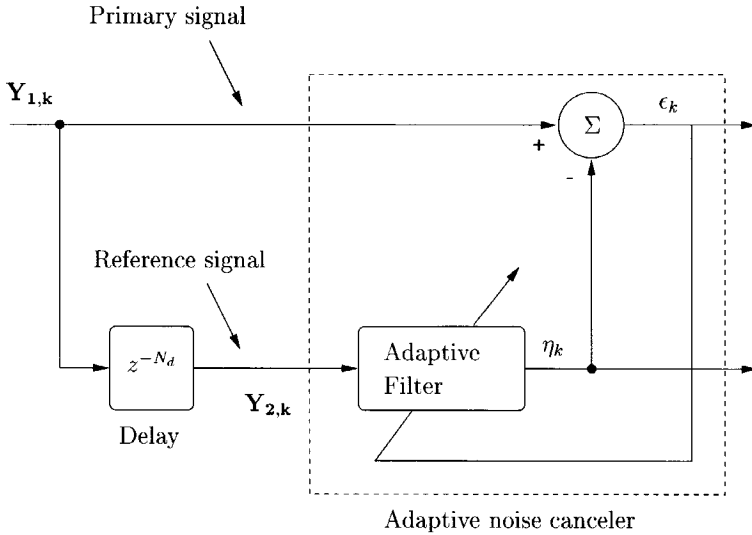 Primary signal
Y1,k
Σ
ϵk
+
-
Reference signal
z−Nd
Delay
Y2,k
Adaptive
Filter
ηk
Adaptive noise canceler